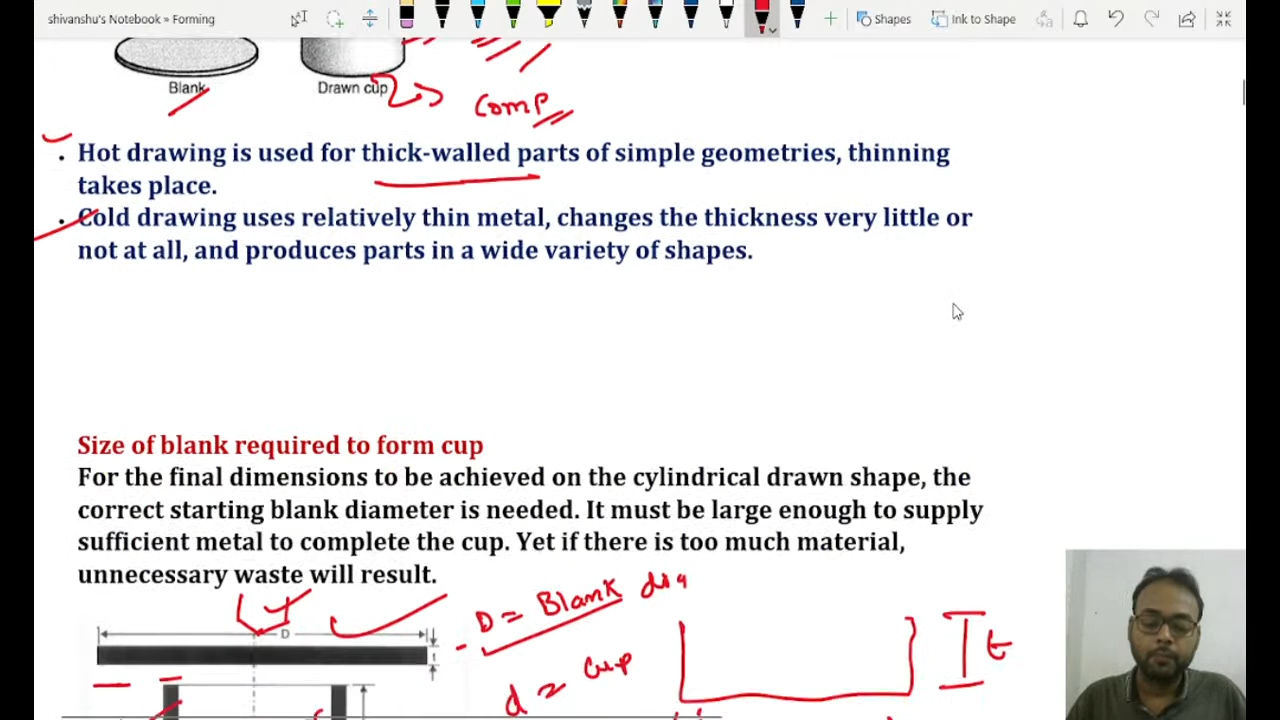 shivanshu's Notebook » Forming
Shapes
Ink to Shape
Blank
Drawn cup
Comp
• Hot drawing is used for thick-walled parts of simple geometries, thinning
takes place.
• Cold drawing uses relatively thin metal, changes the thickness very little or
not at all, and produces parts in a wide variety of shapes.
Size of blank required to form cup
For the final dimensions to be achieved on the cylindrical drawn shape, the
correct starting blank diameter is needed. It must be large enough to supply
sufficient metal to complete the cup. Yet if there is too much material,
unnecessary waste will result.
D = Blank dia
D
t
d = cup
t